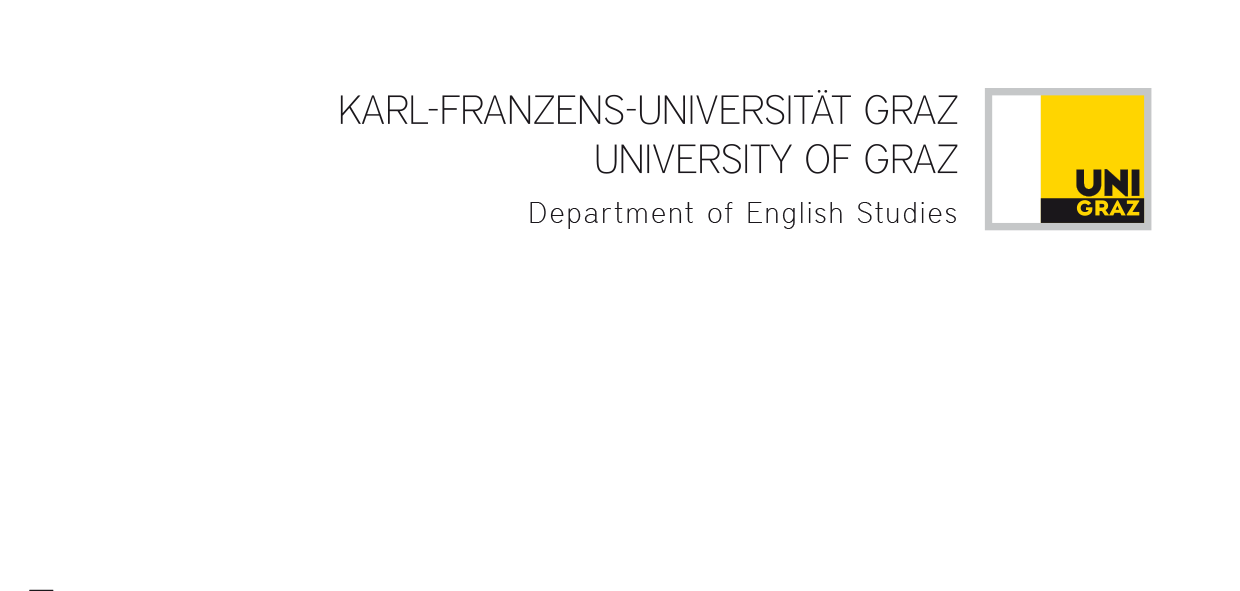 KARL-FRANZENS-UNIVERSITÄT GRAZ
UNIVERSITY OF GRAZ
Department of English Studies
UNI
GRAZ